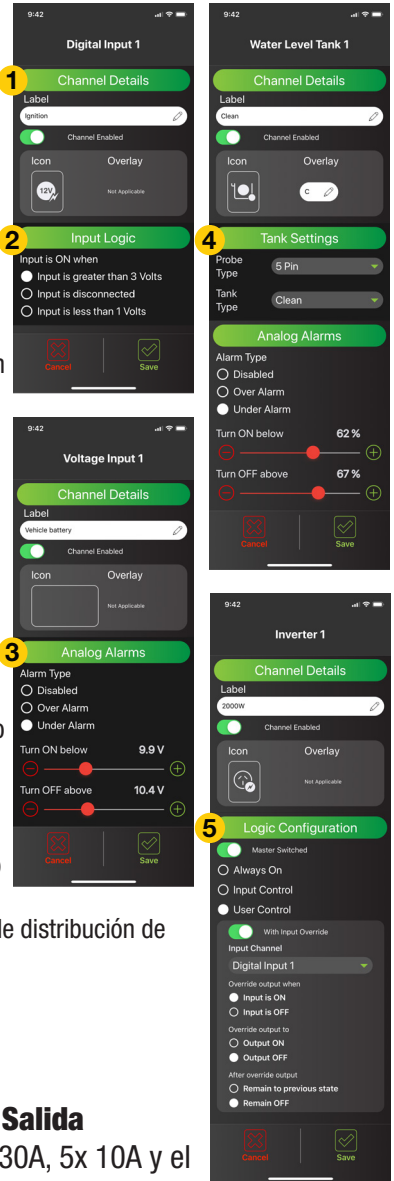 9:42
Digital Input 1
1
Channel Details
Label
Ignition
Channel Enabled
Icon
Overlay
12V
Not Applicable
2
Input Logic
Input is ON when
Input is greater than 3 Volts
Input is disconnected
Input is less than 1 Volts
Cancel
Save
9:42
Water Level Tank 1
Channel Details
Label
Clean
Channel Enabled
Icon
Overlay
C
4
Tank Settings
Probe Type
5 Pin
Tank Type
Clean
Analog Alarms
Alarm Type
Disabled
Over Alarm
Under Alarm
Turn ON below
62 %
Turn OFF above
67 %
Cancel
Save
9:42
Voltage Input 1
Channel Details
Label
Vehicle battery
Channel Enabled
Icon
Overlay
Not Applicable
3
Analog Alarms
Alarm Type
Disabled
Over Alarm
Under Alarm
Turn ON below
9.9 V
Turn OFF above
10.4 V
Cancel
Save
9:42
Inverter 1
Channel Details
Label
2000W
Channel Enabled
Icon
Overlay
Not Applicable
5
Logic Configuration
Master Switched
Always On
Input Control
User Control
With Input Override
Input Channel
Digital Input 1
Override output when
Input is ON
Input is OFF
Override output to
Output ON
Output OFF
After override output
Remain to previous state
Remain OFF
Cancel
Save
de distribución de
Salida
30A, 5x 10A y el